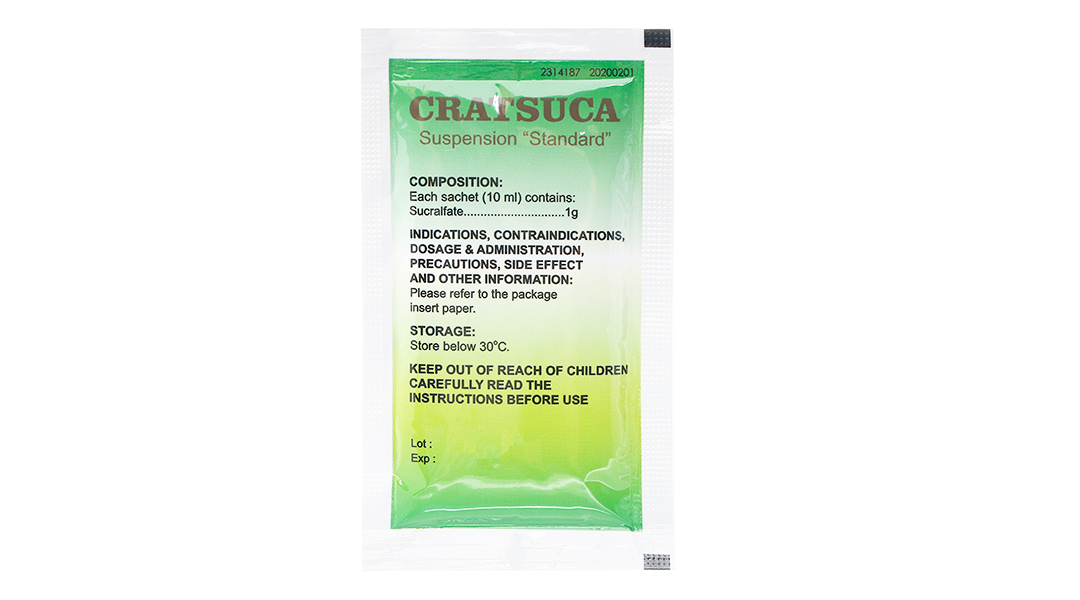 2314187 20200201
CRATSUCA
Suspension “Standard”
COMPOSITION:
Each sachet (10 ml) contains:
Sucralfate..............................1g
INDICATIONS, CONTRAINDICATIONS,
DOSAGE & ADMINISTRATION,
PRECAUTIONS, SIDE EFFECT
AND OTHER INFORMATION:
Please refer to the package
insert paper.
STORAGE:
Store below 30°C.
KEEP OUT OF REACH OF CHILDREN
CAREFULLY READ THE
INSTRUCTIONS BEFORE USE
Lot :
Exp :